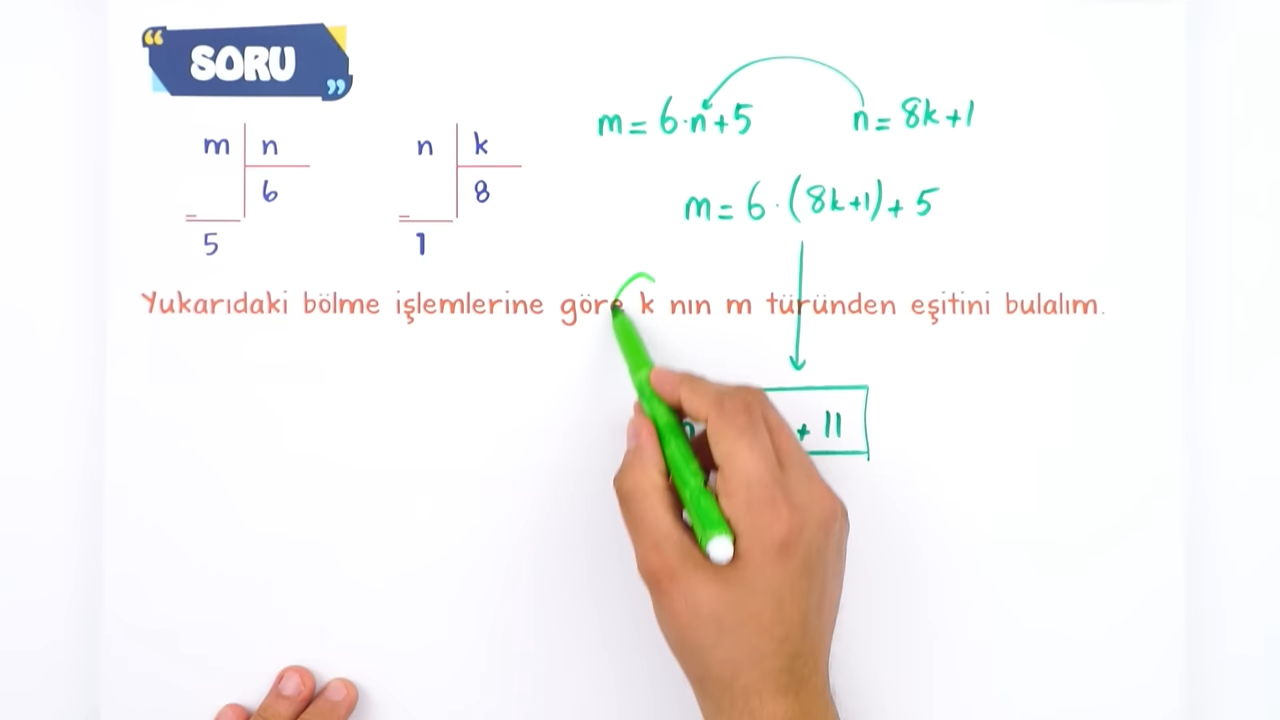 SORU
m n
6
5
n k
8
1
m = 6·n + 5
n = 8k + 1
m = 6·(8k+1) + 5
Yukarıdaki bölme işlemlerine göre k nın m türünden eşitini bulalım.
+ 11